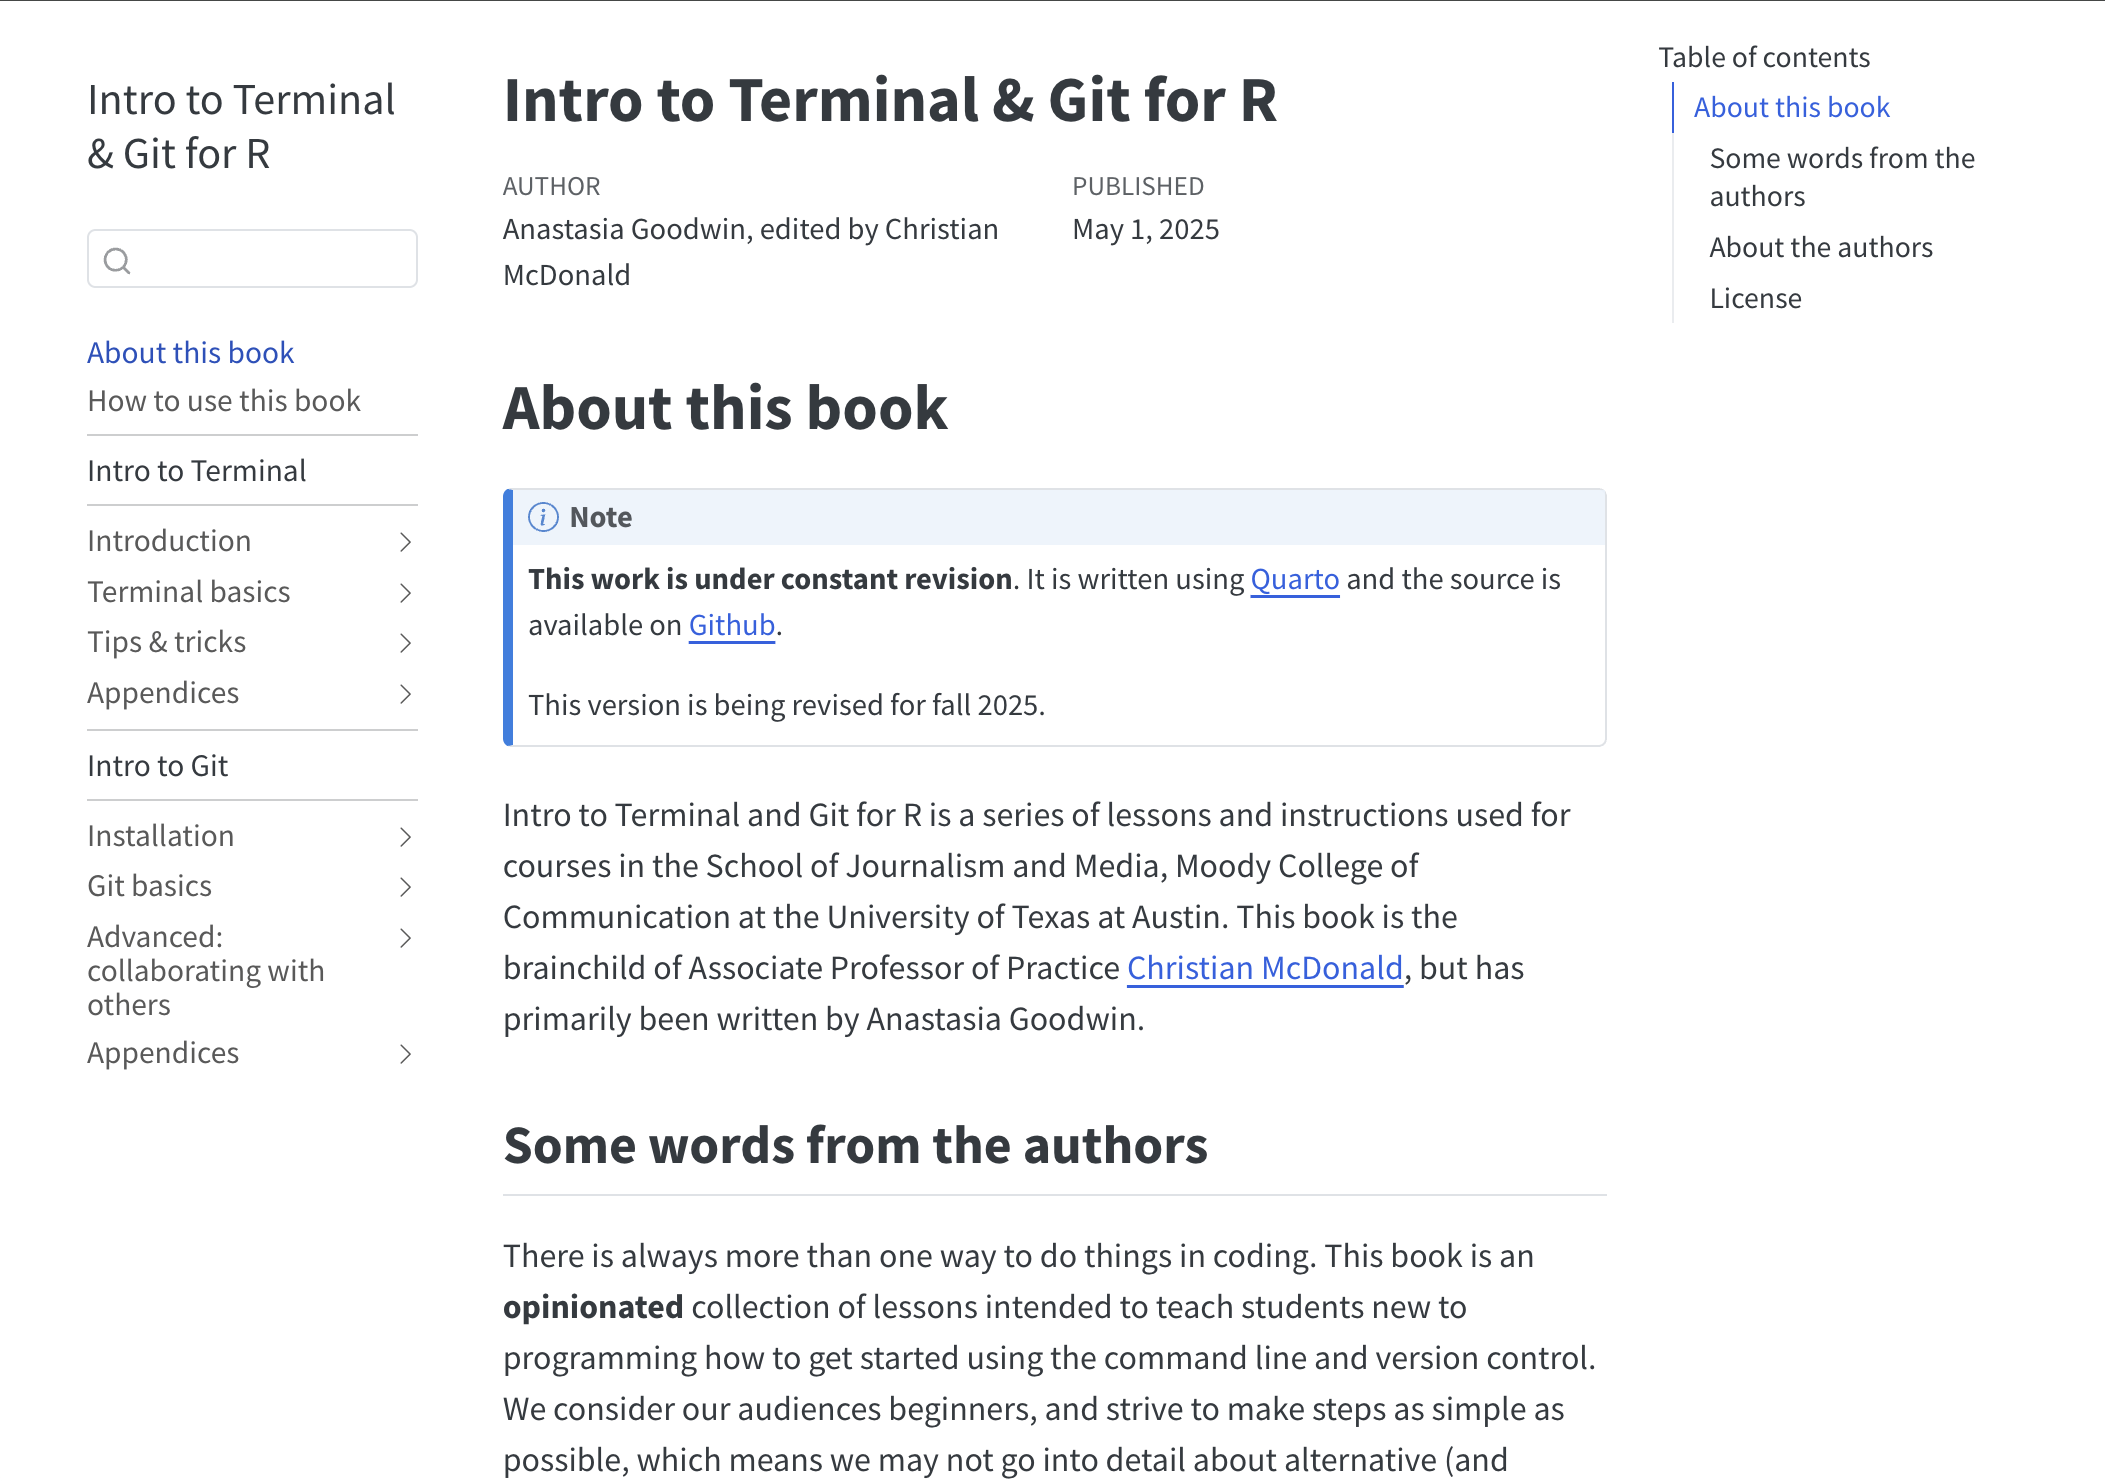 Intro to Terminal
& Git for R
About this book
How to use this book
Intro to Terminal
Introduction
Terminal basics
Tips & tricks
Appendices
Intro to Git
Installation
Git basics
Advanced:
collaborating with
others
Appendices
Intro to Terminal & Git for R
AUTHOR
Anastasia Goodwin, edited by Christian
McDonald
PUBLISHED
May 1, 2025
About this book
Note
This work is under constant revision. It is written using Quarto and the source is
available on Github.
This version is being revised for fall 2025.
Intro to Terminal and Git for R is a series of lessons and instructions used for
courses in the School of Journalism and Media, Moody College of
Communication at the University of Texas at Austin. This book is the
brainchild of Associate Professor of Practice Christian McDonald, but has
primarily been written by Anastasia Goodwin.
Some words from the authors
There is always more than one way to do things in coding. This book is an
opinionated collection of lessons intended to teach students new to
programming how to get started using the command line and version control.
We consider our audiences beginners, and strive to make steps as simple as
possible, which means we may not go into detail about alternative (and
Table of contents
About this book
Some words from the
authors
About the authors
License